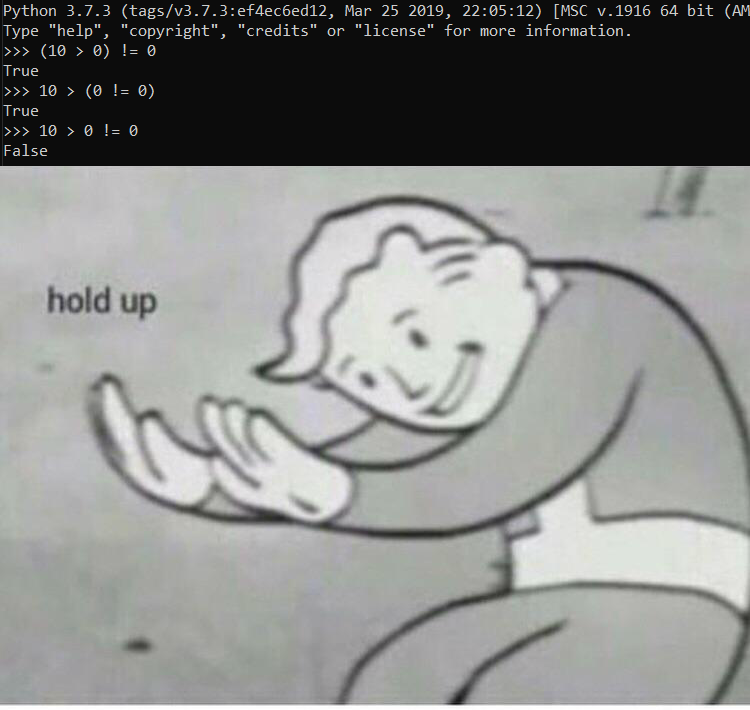 Python 3.7.3 (tags/v3.7.3:ef4ec6ed12, Mar 25 2019, 22:05:12) [MSC v.1916 64 bit (AM
Type "help", "copyright", "credits" or "license" for more information.
>>> (10 > 0) != 0
True
>>> 10 > (0 != 0)
True
>>> 10 > 0 != 0
False
hold up